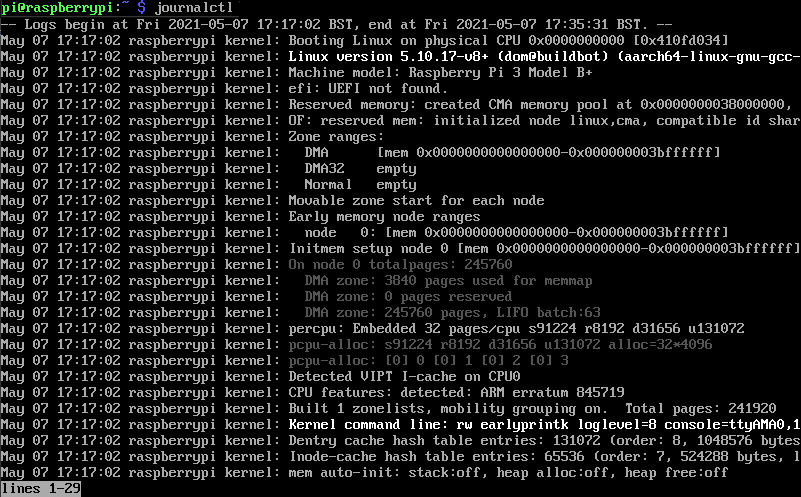 pi@raspberrypi:~ $ journalctl
-- Logs begin at Fri 2021-05-07 17:17:02 BST, end at Fri 2021-05-07 17:35:31 BST. --
May 07 17:17:02 raspberrypi kernel: Booting Linux on physical CPU 0x0000000000 [0x410fd034]
May 07 17:17:02 raspberrypi kernel: Linux version 5.10.17-v8+ (dom@buildbot) (aarch64-linux-gnu-gcc-
May 07 17:17:02 raspberrypi kernel: Machine model: Raspberry Pi 3 Model B+
May 07 17:17:02 raspberrypi kernel: efi: UEFI not found.
May 07 17:17:02 raspberrypi kernel: Reserved memory: created CMA memory pool at 0x0000000038000000,
May 07 17:17:02 raspberrypi kernel: OF: reserved mem: initialized node linux,cma, compatible id shar
May 07 17:17:02 raspberrypi kernel: Zone ranges:
May 07 17:17:02 raspberrypi kernel:   DMA      [mem 0x0000000000000000-0x000000003bffffff]
May 07 17:17:02 raspberrypi kernel:   DMA32    empty
May 07 17:17:02 raspberrypi kernel:   Normal   empty
May 07 17:17:02 raspberrypi kernel: Movable zone start for each node
May 07 17:17:02 raspberrypi kernel: Early memory node ranges
May 07 17:17:02 raspberrypi kernel:   node   0: [mem 0x0000000000000000-0x000000003bffffff]
May 07 17:17:02 raspberrypi kernel: Initmem setup node 0 [mem 0x0000000000000000-0x000000003bffffff]
May 07 17:17:02 raspberrypi kernel: On node 0 totalpages: 245760
May 07 17:17:02 raspberrypi kernel:   DMA zone: 3840 pages used for memmap
May 07 17:17:02 raspberrypi kernel:   DMA zone: 0 pages reserved
May 07 17:17:02 raspberrypi kernel:   DMA zone: 245760 pages, LIFO batch:63
May 07 17:17:02 raspberrypi kernel: percpu: Embedded 32 pages/cpu s91224 r8192 d31656 u131072
May 07 17:17:02 raspberrypi kernel: pcpu-alloc: s91224 r8192 d31656 u131072 alloc=32*4096
May 07 17:17:02 raspberrypi kernel: pcpu-alloc: [0] 0 [0] 1 [0] 2 [0] 3
May 07 17:17:02 raspberrypi kernel: Detected VIPT I-cache on CPU0
May 07 17:17:02 raspberrypi kernel: CPU features: detected: ARM erratum 845719
May 07 17:17:02 raspberrypi kernel: Built 1 zonelists, mobility grouping on.  Total pages: 241920
May 07 17:17:02 raspberrypi kernel: Kernel command line: rw earlyprintk loglevel=8 console=ttyAMA0,1
May 07 17:17:02 raspberrypi kernel: Dentry cache hash table entries: 131072 (order: 8, 1048576 bytes
May 07 17:17:02 raspberrypi kernel: Inode-cache hash table entries: 65536 (order: 7, 524288 bytes, l
May 07 17:17:02 raspberrypi kernel: mem auto-init: stack:off, heap alloc:off, heap free:off
lines 1-29